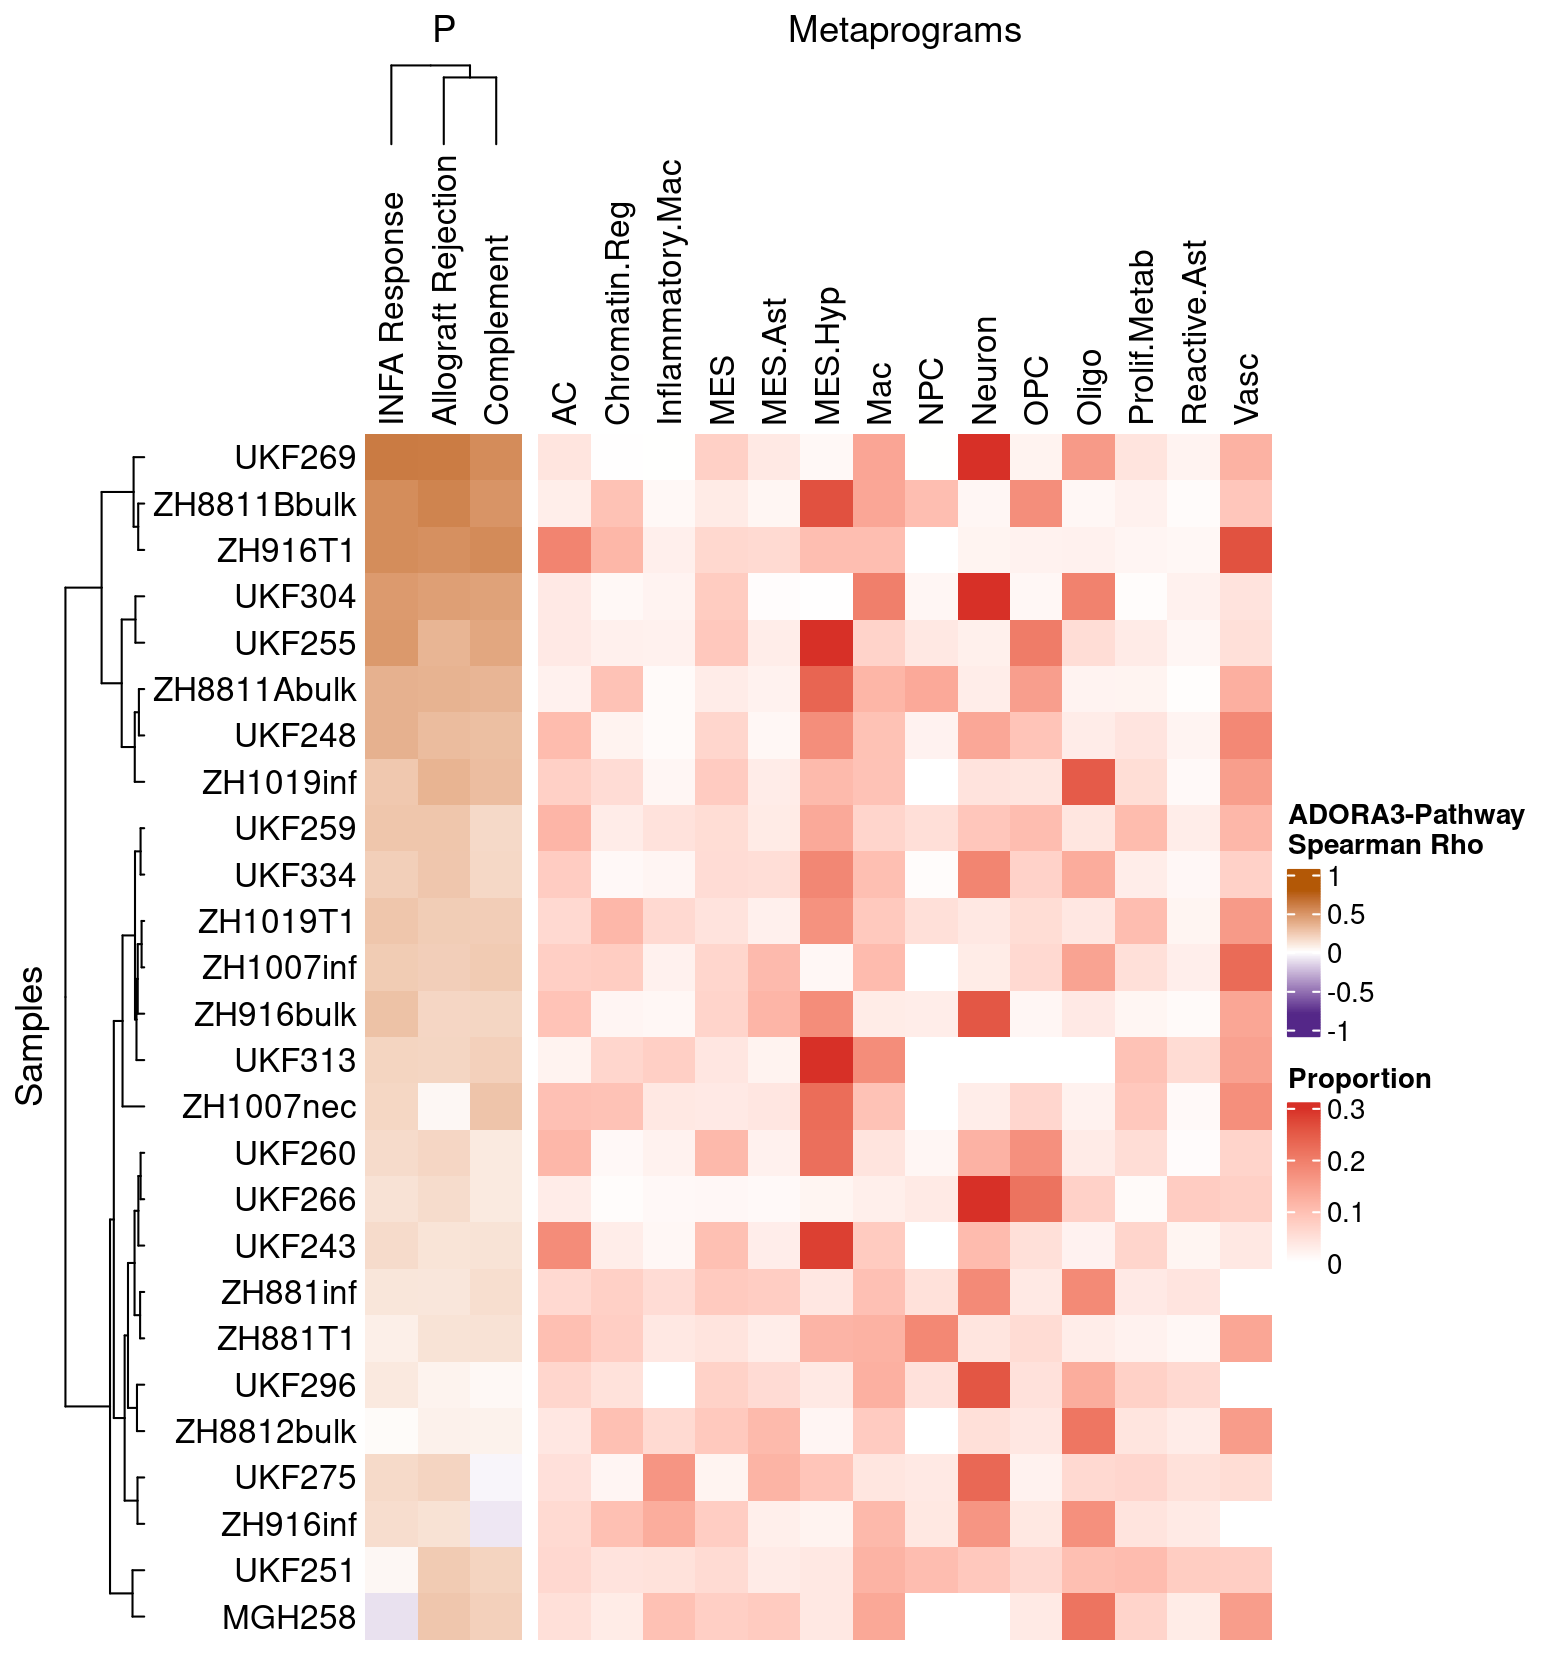 P
Metaprograms
INFA Response
Allograft Rejection
Complement
AC
Chromatin.Reg
Inflammatory.Mac
MES
MES.Ast
MES.Hyp
Mac
NPC
Neuron
OPC
Oligo
Prolif.Metab
Reactive.Ast
Vasc
Samples
UKF269
ZH8811Bbulk
ZH916T1
UKF304
UKF255
ZH8811Abulk
UKF248
ZH1019inf
UKF259
UKF334
ZH1019T1
ZH1007inf
ZH916bulk
UKF313
ZH1007nec
UKF260
UKF266
UKF243
ZH881inf
ZH881T1
UKF296
ZH8812bulk
UKF275
ZH916inf
UKF251
MGH258
ADORA3-Pathway
Spearman Rho
1
0.5
0
-0.5
-1
Proportion
0.3
0.2
0.1
0